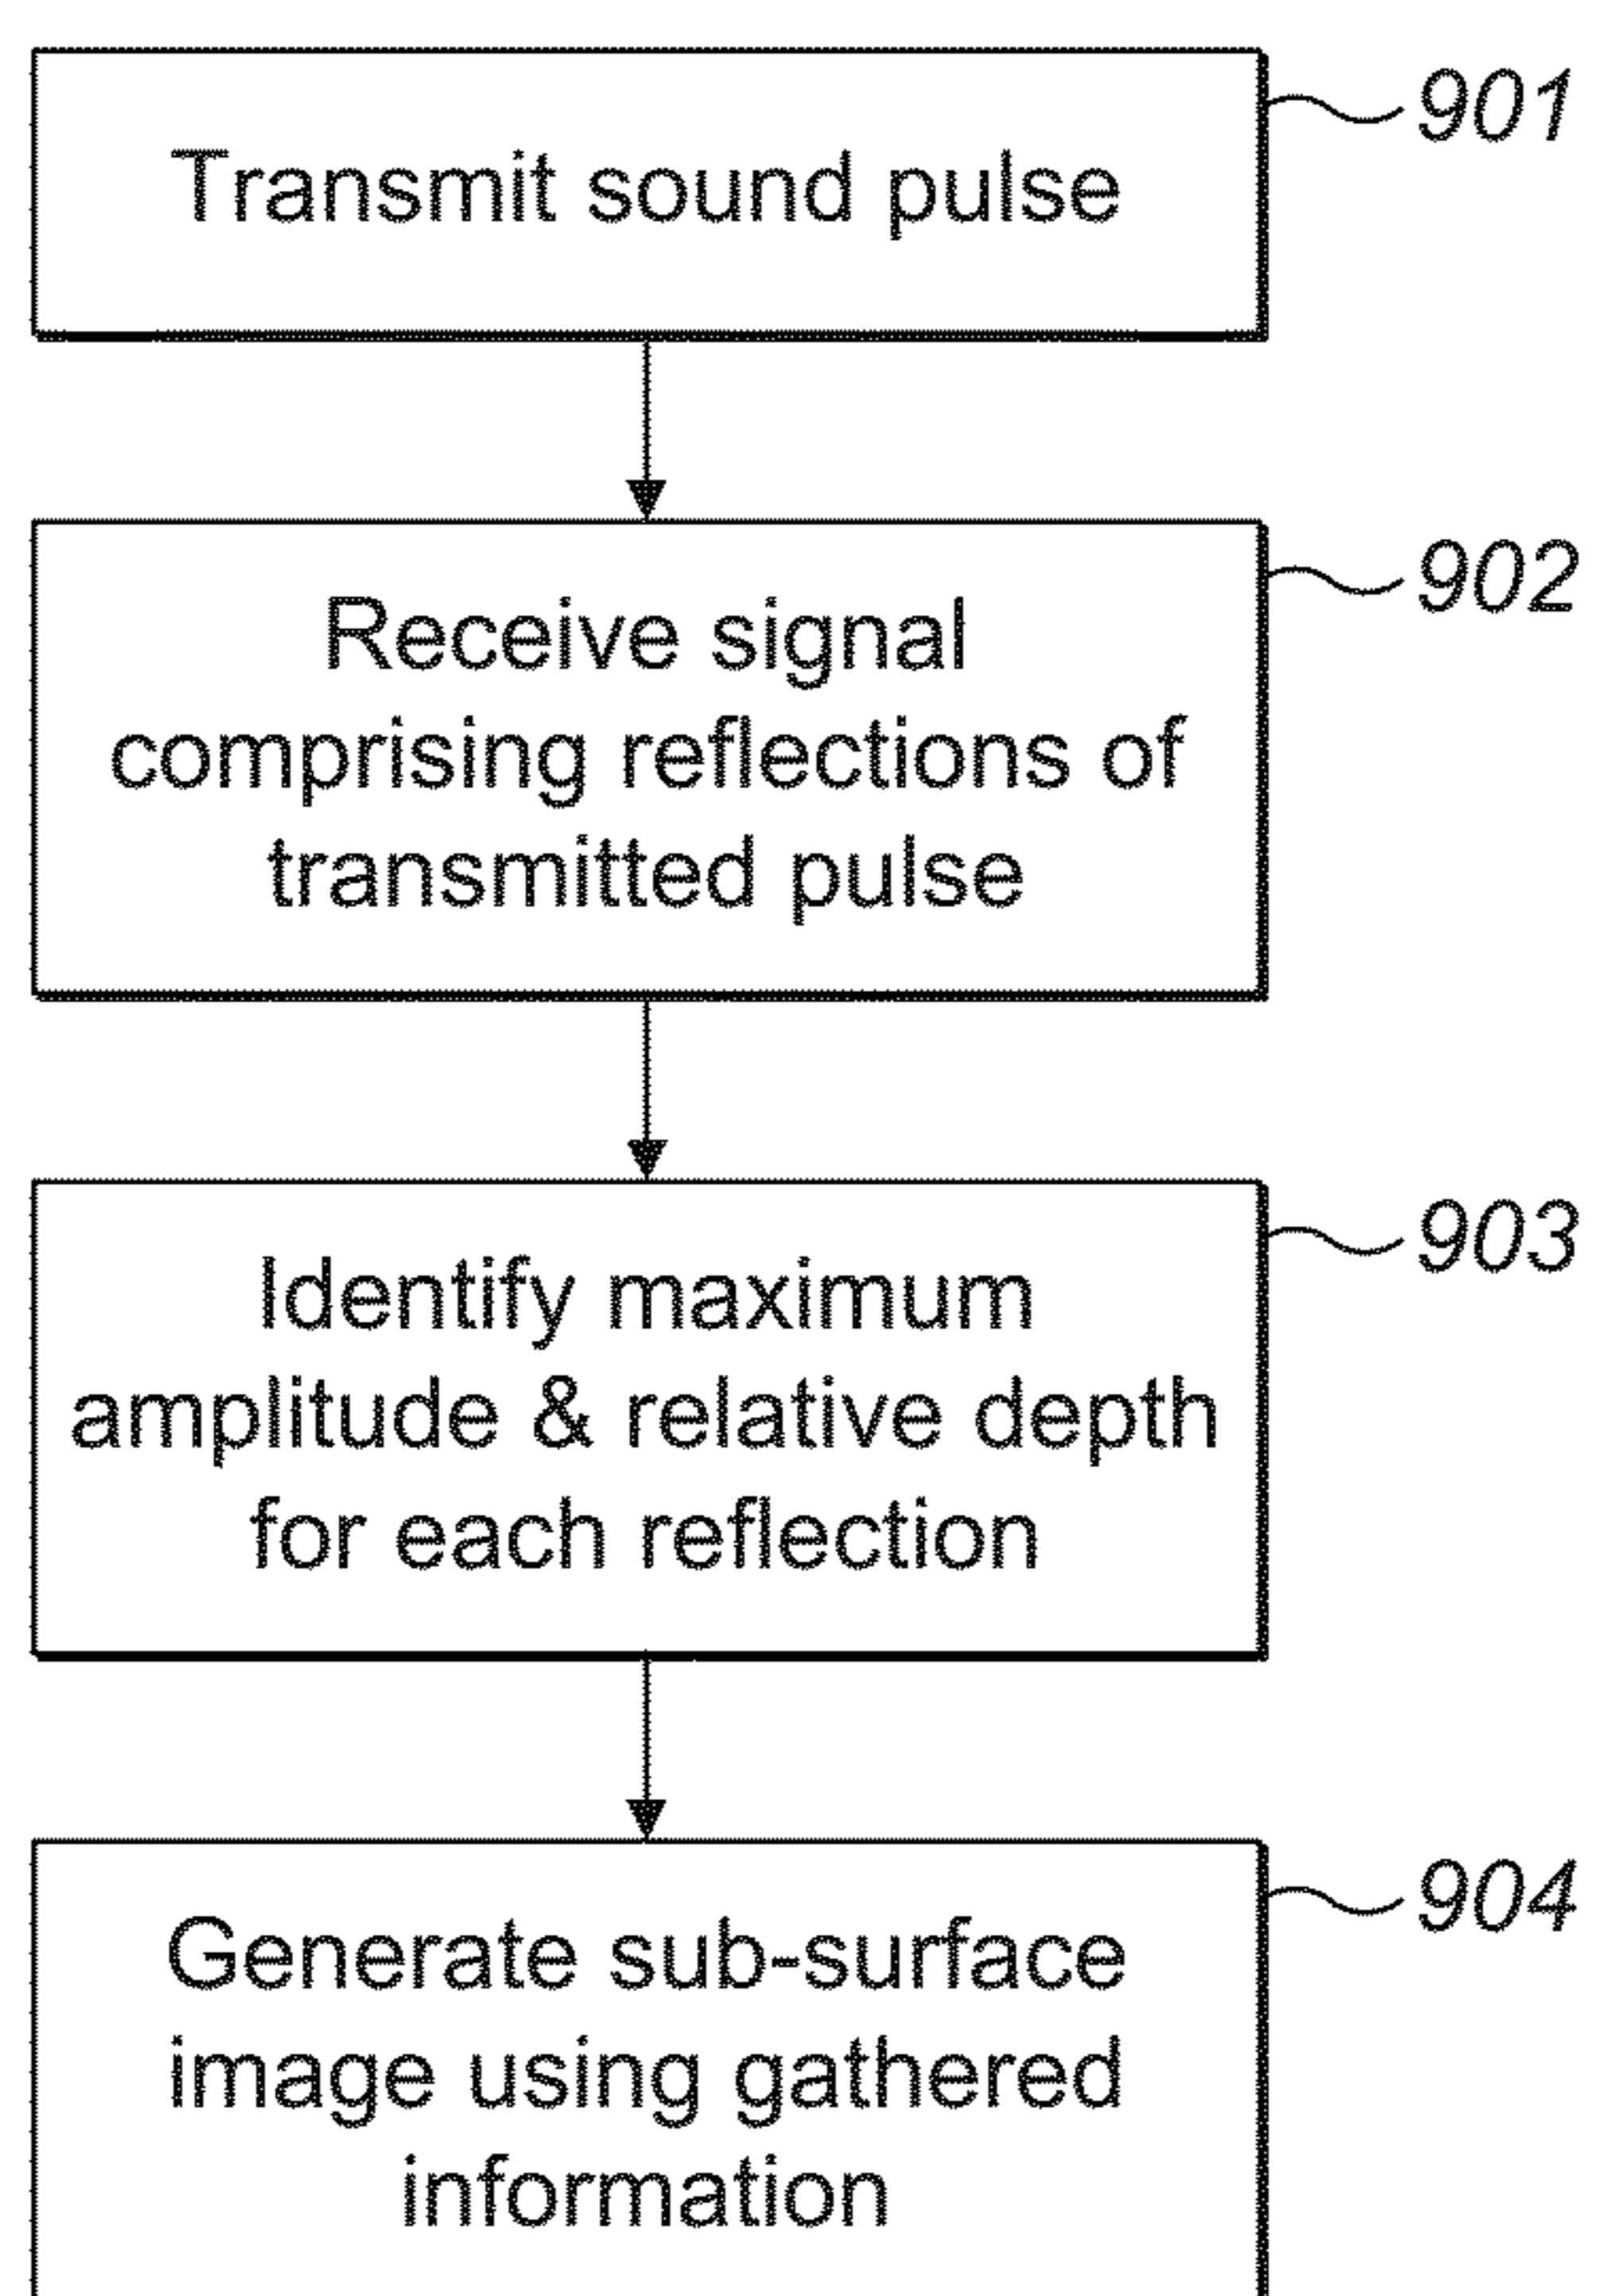 Transmit sound pulse
901
Receive signal
comprising reflections of
transmitted pulse
902
Identify maximum
amplitude & relative depth
for each reflection
903
Generate sub-surface
image using gathered
information
904